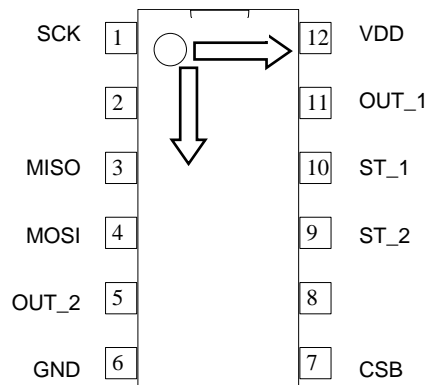 SCK 1 12 VDD
2 11 OUT_1
MISO 3 10 ST_1
MOSI 4 9 ST_2
OUT_2 5 8
GND 6 7 CSB